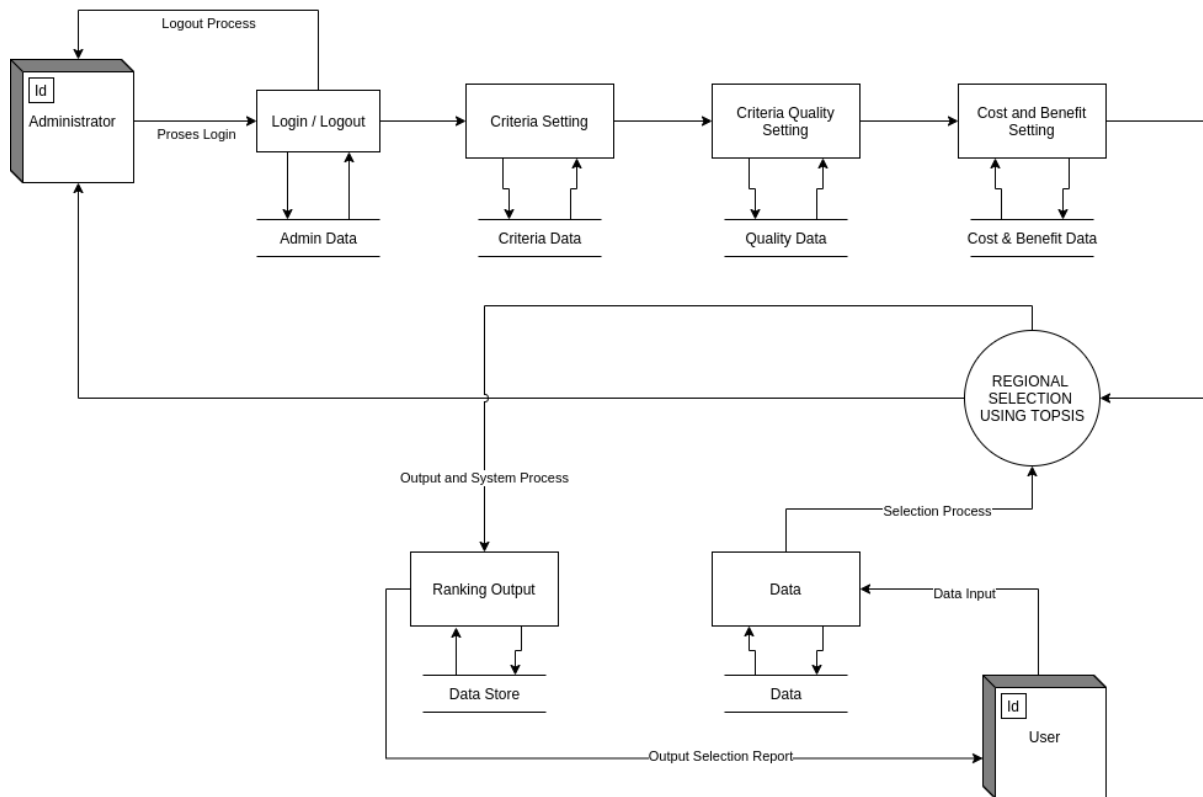 Logout Process
Id
Administrator
Proses Login
Login / Logout
Criteria Setting
Criteria Quality
Setting
Cost and Benefit
Setting
Admin Data
Criteria Data
Quality Data
Cost & Benefit Data
REGIONAL
SELECTION
USING TOPSIS
Output and System Process
Selection Process
Ranking Output
Data
Data Input
Data Store
Data
Id
User
Output Selection Report